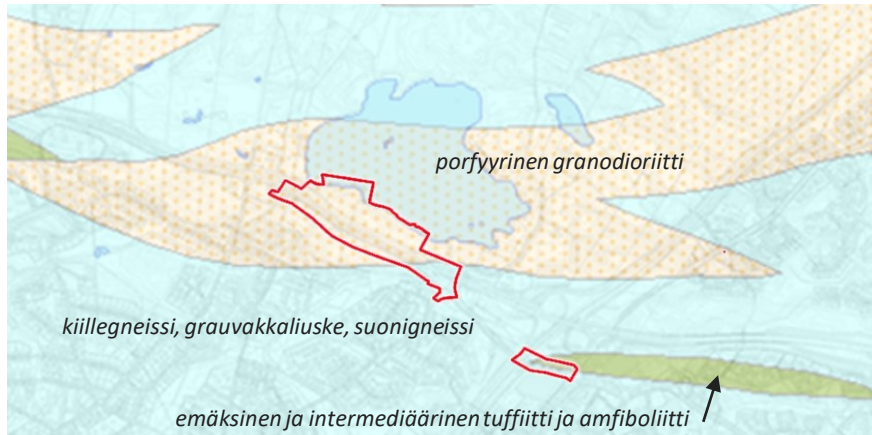 porfyyrinen granodioriitti
kiillegneissi, grauvakkaliuske, suonigneissi
emäksinen ja intermediäärinen tuffiitti ja amfiboliitti